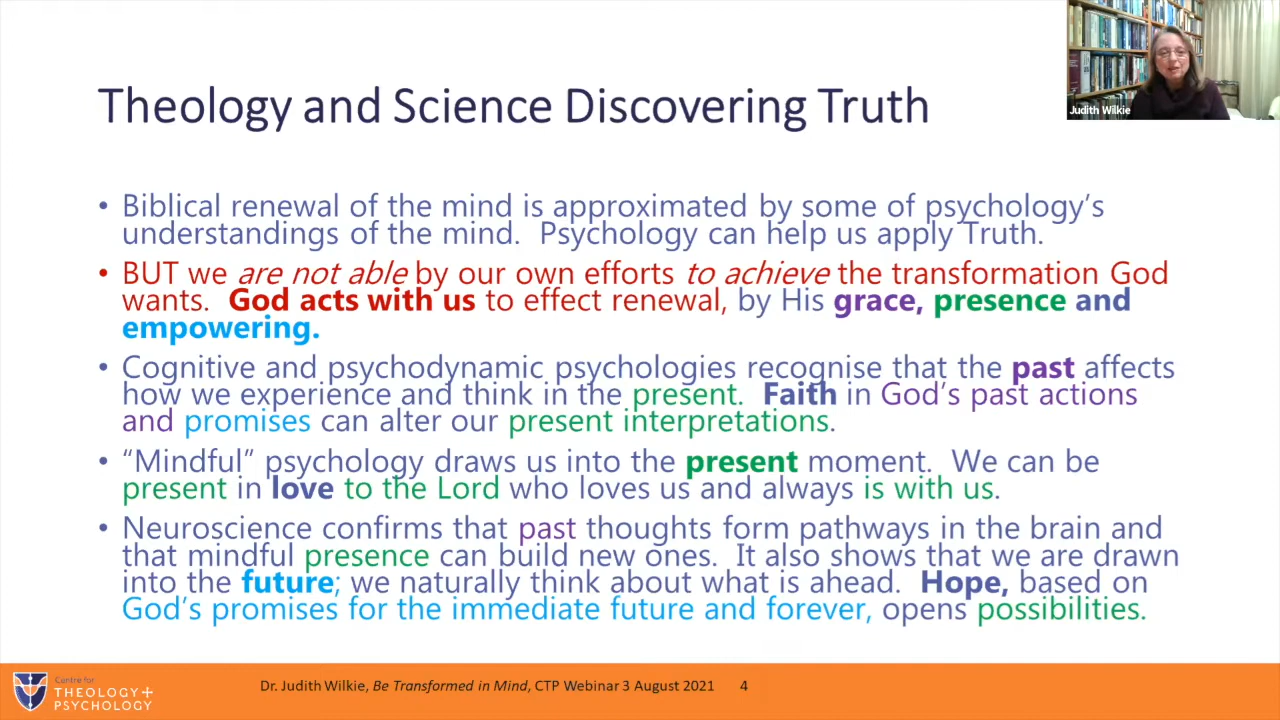 Judith Wilkie
Theology and Science Discovering Truth
• Biblical renewal of the mind is approximated by some of psychology’s
understandings of the mind.  Psychology can help us apply Truth.
• BUT we are not able by our own efforts to achieve the transformation God
wants.  God acts with us to effect renewal, by His grace, presence and
empowering.
• Cognitive and psychodynamic psychologies recognise that the past affects
how we experience and think in the present.  Faith in God’s past actions
and promises can alter our present interpretations.
• “Mindful” psychology draws us into the present moment.  We can be
present in love to the Lord who loves us and always is with us.
• Neuroscience confirms that past thoughts form pathways in the brain and
that mindful presence can build new ones.  It also shows that we are drawn
into the future; we naturally think about what is ahead.  Hope, based on
God’s promises for the immediate future and forever, opens possibilities.
Centre for
THEOLOGY+
PSYCHOLOGY
Dr. Judith Wilkie, Be Transformed in Mind, CTP Webinar 3 August 2021 4